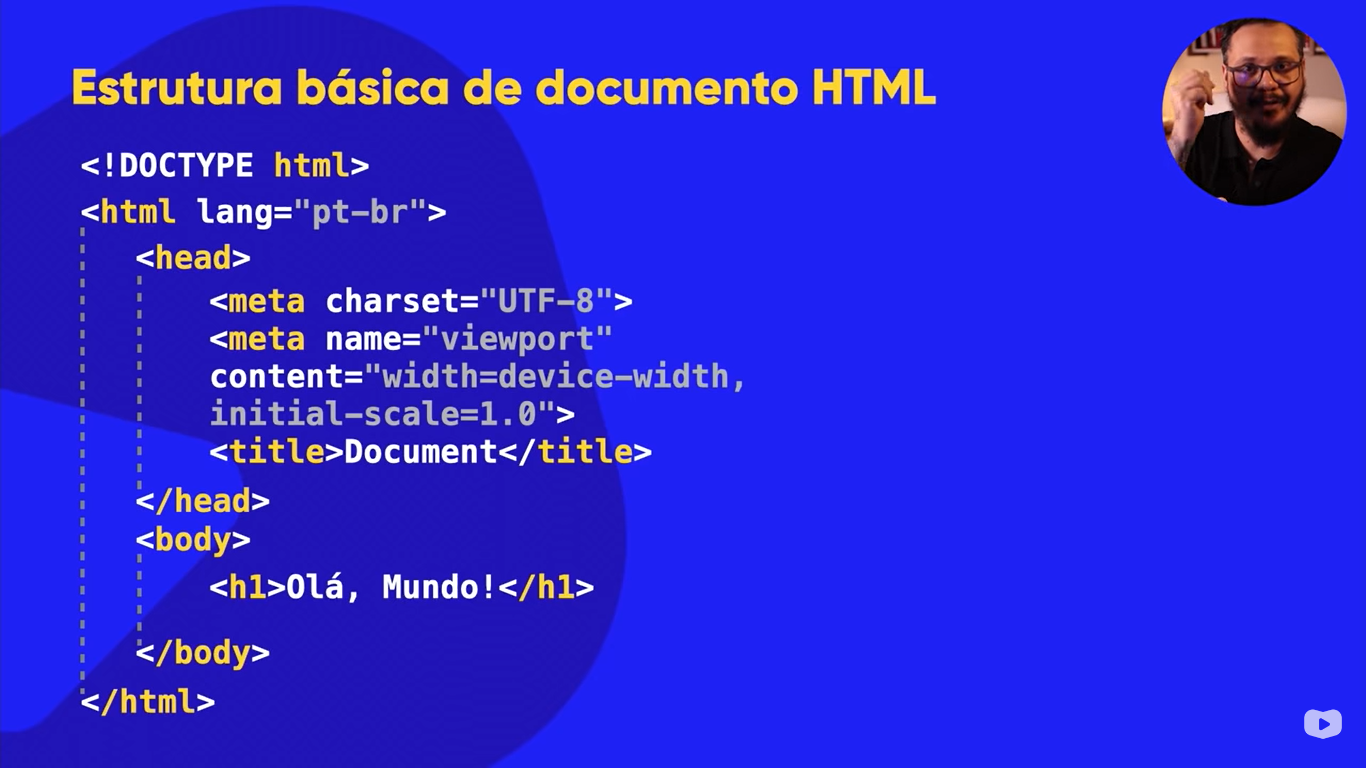 Estrutura básica de documento HTML
<!DOCTYPE html>
<html lang="pt-br">
<head>
<meta charset="UTF-8">
<meta name="viewport"
content="width=device-width,
initial-scale=1.0">
<title>Document</title>
</head>
<body>
<h1>Olá, Mundo!</h1>
</body>
</html>